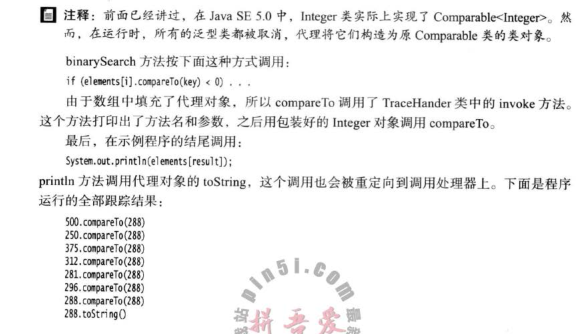 注释：前面已经讲过，在 Java SE 5.0 中，Integer 类实际上实现了 Comparable<Integer>。然
而，在运行时，所有的泛型类都被取消，代理将它们构造为原 Comparable 类的类对象。
binarySearch 方法按下面这种方式调用：
if (elements[i].compareTo(key) < 0) . . .
由于数组中填充了代理对象，所以 compareTo 调用了 TraceHander 类中的 invoke 方法。
这个方法打印出了方法名和参数，之后用包装好的 Integer 对象调用 compareTo。
最后，在示例程序的结尾调用：
System.out.println(elements[result]);
println 方法调用代理对象的 toString，这个调用也会被重定向到调用处理器上。下面是程序
运行的全部跟踪结果：
500.compareTo(288)
250.compareTo(288)
375.compareTo(288)
312.compareTo(288)
281.compareTo(288)
296.compareTo(288)
288.compareTo(288)
288.toString()
pin5i.com
拼吾爱